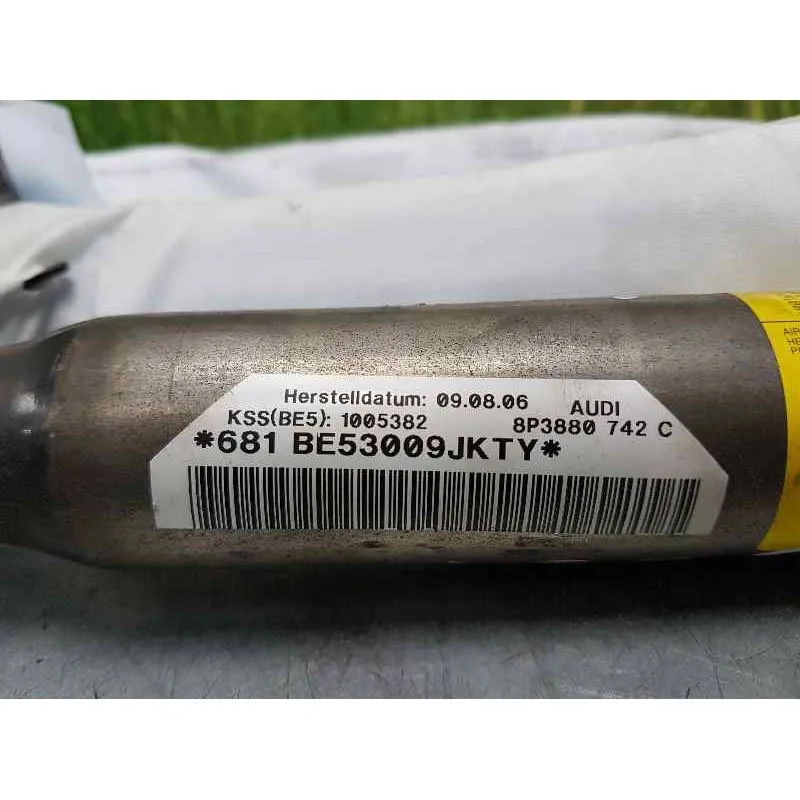 Herstelldatum: 09.08.06 AUDI
KSS(BE5): 1005382 8P3880 742 C
*681 BE53009JKTY*